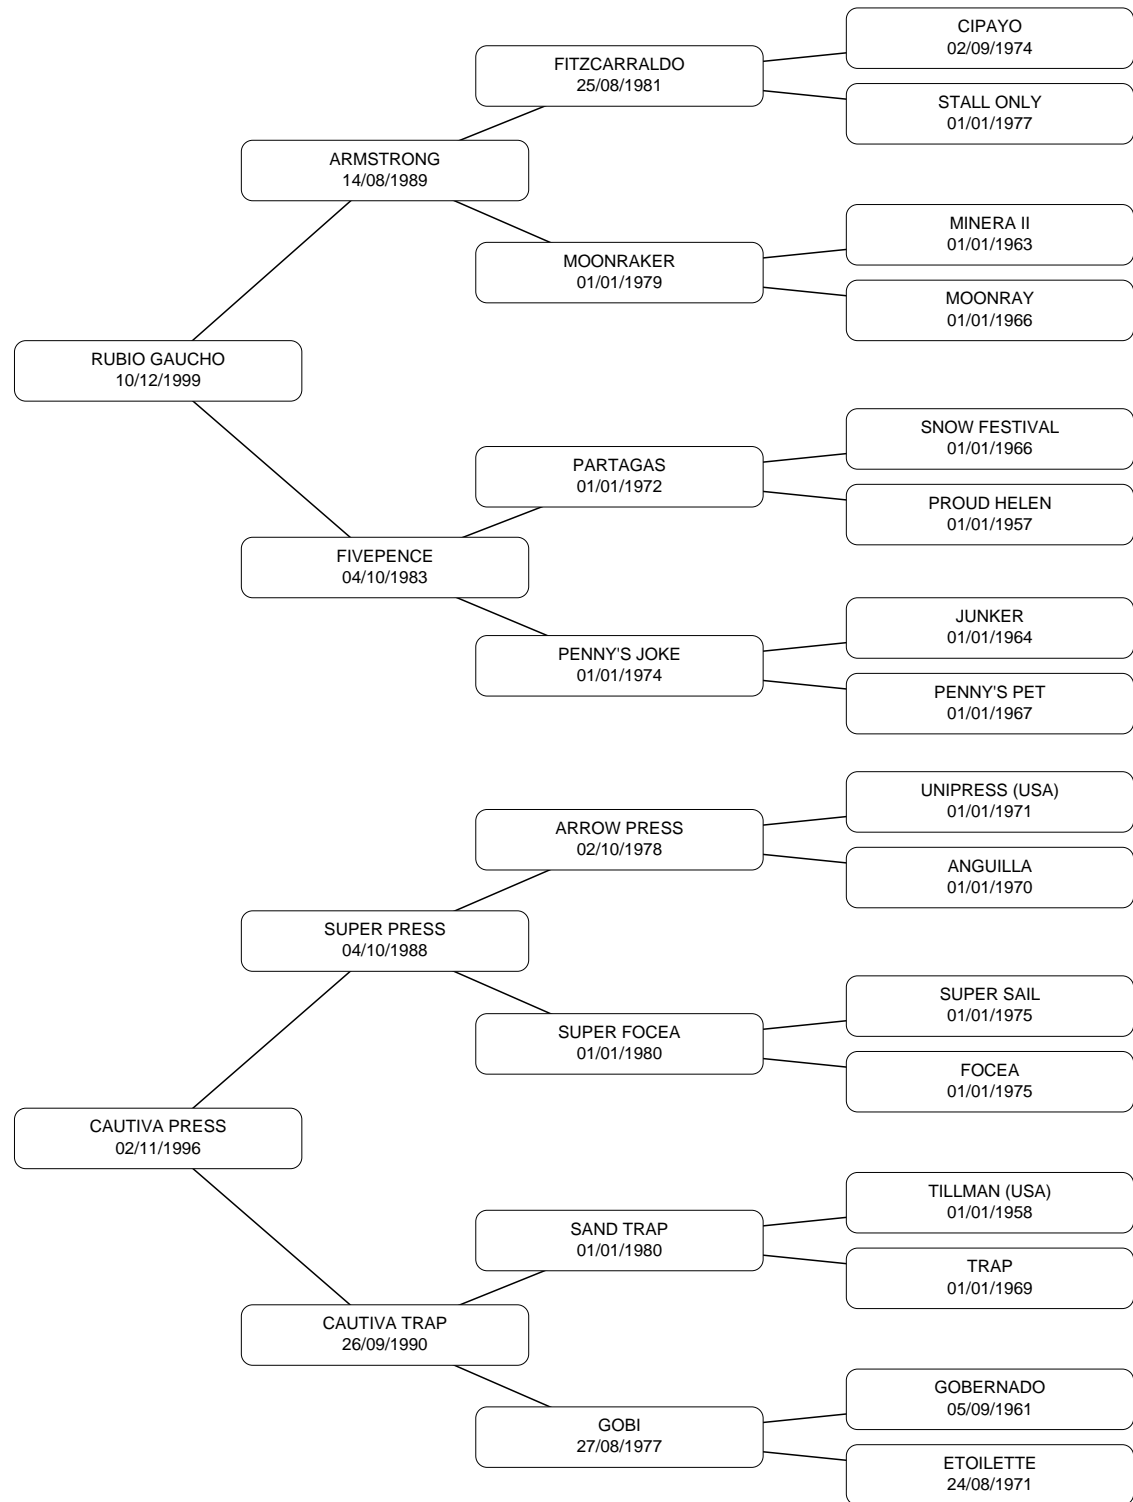 CIPAYO
02/09/1974
FITZCARRALDO
25/08/1981
STALL ONLY
01/01/1977
ARMSTRONG
14/08/1989
MINERA II
01/01/1963
MOONRAKER
01/01/1979
MOONRAY
01/01/1966
RUBIO GAUCHO
10/12/1999
SNOW FESTIVAL
01/01/1966
PARTAGAS
01/01/1972
PROUD HELEN
01/01/1957
FIVEPENCE
04/10/1983
JUNKER
01/01/1964
PENNY'S JOKE
01/01/1974
PENNY'S PET
01/01/1967
UNIPRESS (USA)
01/01/1971
ARROW PRESS
02/10/1978
ANGUILLA
01/01/1970
SUPER PRESS
04/10/1988
SUPER SAIL
01/01/1975
SUPER FOCEA
01/01/1980
FOCEA
01/01/1975
CAUTIVA PRESS
02/11/1996
TILLMAN (USA)
01/01/1958
SAND TRAP
01/01/1980
TRAP
01/01/1969
CAUTIVA TRAP
26/09/1990
GOBERNADO
05/09/1961
GOBI
27/08/1977
ETOILETTE
24/08/1971